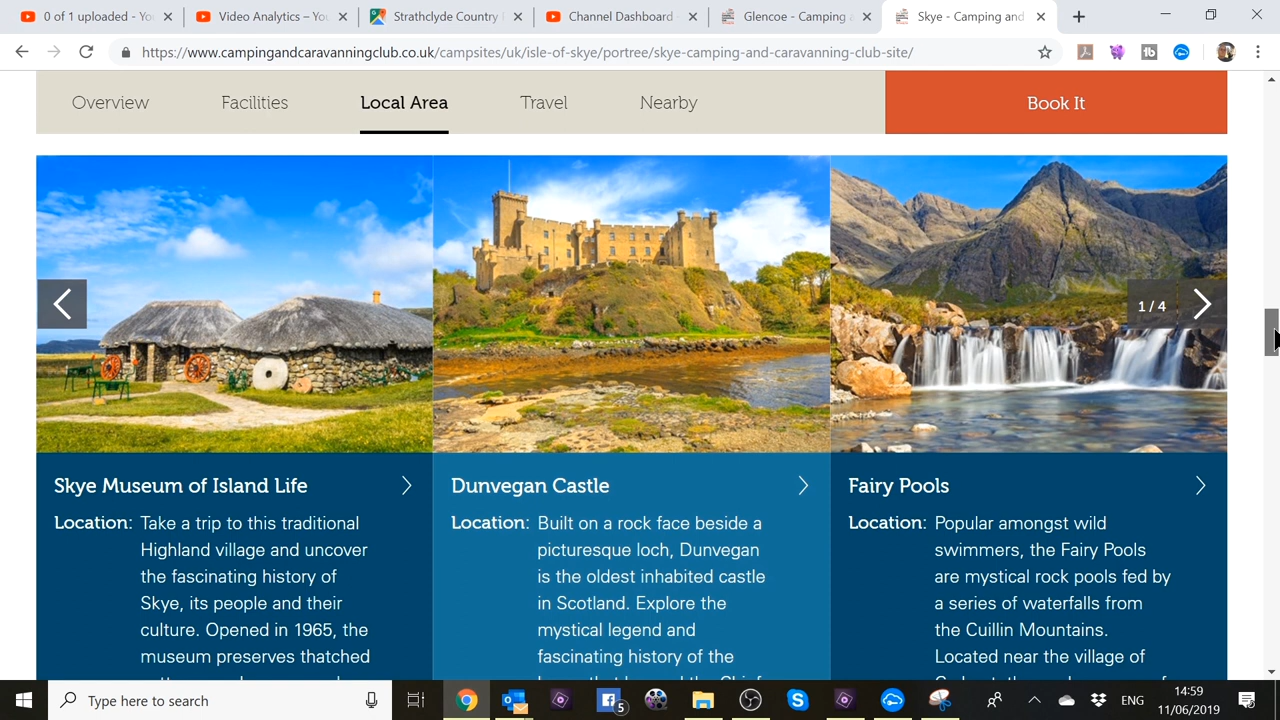 0 of 1 uploaded - Yo
Video Analytics – You
Strathclyde Country
Channel Dashboard
Glencoe - Camping a
Skye - Camping and
https://www.campingandcaravanningclub.co.uk/campsites/uk/isle-of-skye/portree/skye-camping-and-caravanning-club-site/
Overview
Facilities
Local Area
Travel
Nearby
Book It
1 / 4
Skye Museum of Island Life
Location: Take a trip to this traditional
Highland village and uncover
the fascinating history of
Skye, its people and their
culture. Opened in 1965, the
museum preserves thatched
Dunvegan Castle
Location: Built on a rock face beside a
picturesque loch, Dunvegan
is the oldest inhabited castle
in Scotland. Explore the
mystical legend and
fascinating history of the
Fairy Pools
Location: Popular amongst wild
swimmers, the Fairy Pools
are mystical rock pools fed by
a series of waterfalls from
the Cuillin Mountains.
Located near the village of
Type here to search
5
ENG
14:59
11/06/2019